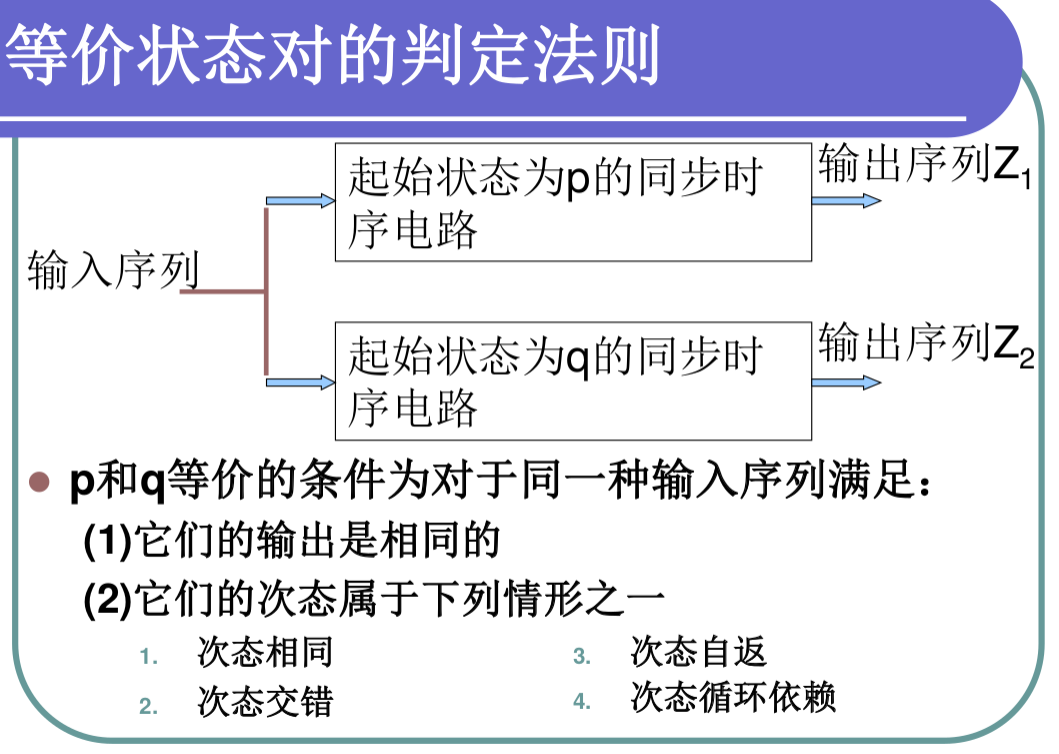 等价状态对的判定法则
起始状态为p的同步时
序电路
输出序列Z₁
输入序列
起始状态为q的同步时
序电路
输出序列Z₂
p和q等价的条件为对于同一种输入序列满足：
(1)它们的输出是相同的
(2)它们的次态属于下列情形之一
1. 次态相同
2. 次态交错
3. 次态自返
4. 次态循环依赖